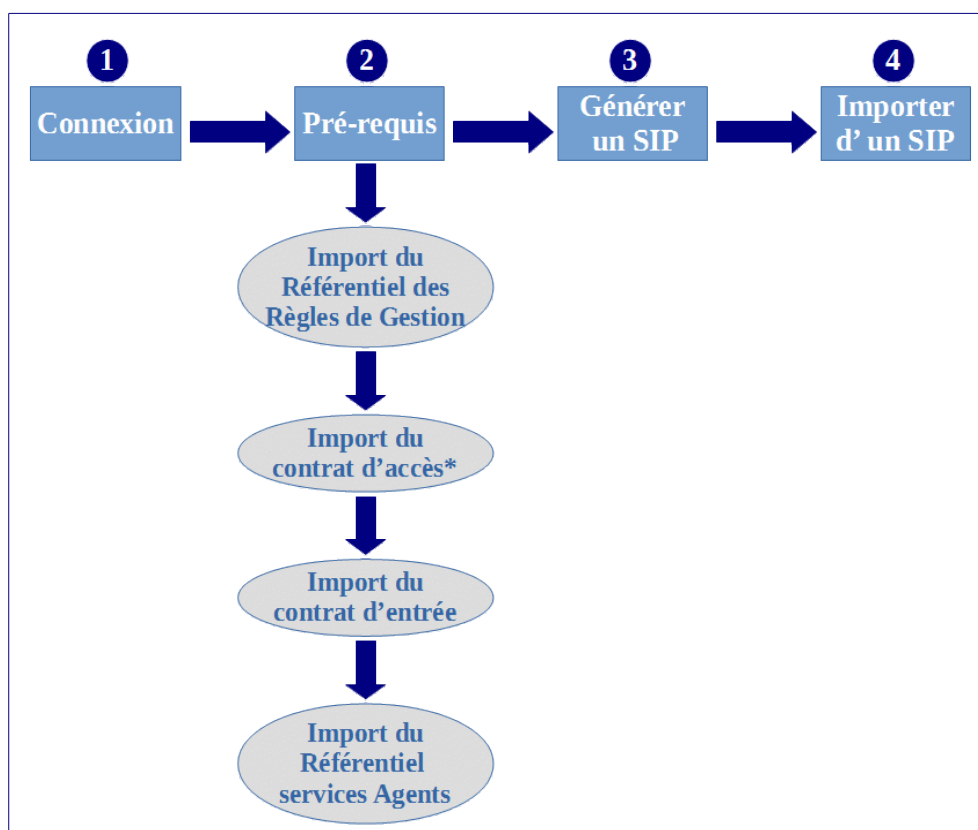 1
2
3
4
Connexion
Pré-requis
Générer
un SIP
Importer
d’ un SIP
Import du
Référentiel des
Règles de Gestion
Import du
contrat d’accès*
Import du
contrat d’entrée
Import du
Référentiel
services Agents